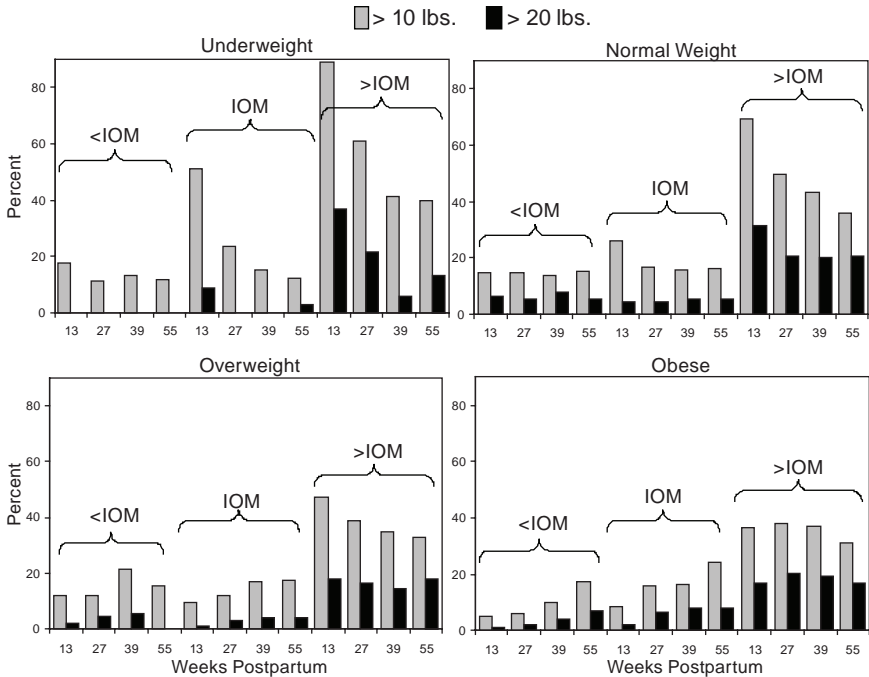 > 10 lbs. > 20 lbs.
Underweight
Normal Weight
Percent
80
60
40
20
0
<IOM
IOM
>IOM
13 27 39 55 13 27 39 55 13 27 39 55
80
60
40
20
0
<IOM
IOM
>IOM
13 27 39 55 13 27 39 55 13 27 39 55
Overweight
Obese
Percent
80
60
40
20
0
<IOM
IOM
>IOM
13 27 39 55 13 27 39 55 13 27 39 55
Weeks Postpartum
80
60
40
20
0
<IOM
IOM
>IOM
13 27 39 55 13 27 39 55 13 27 39 55
Weeks Postpartum